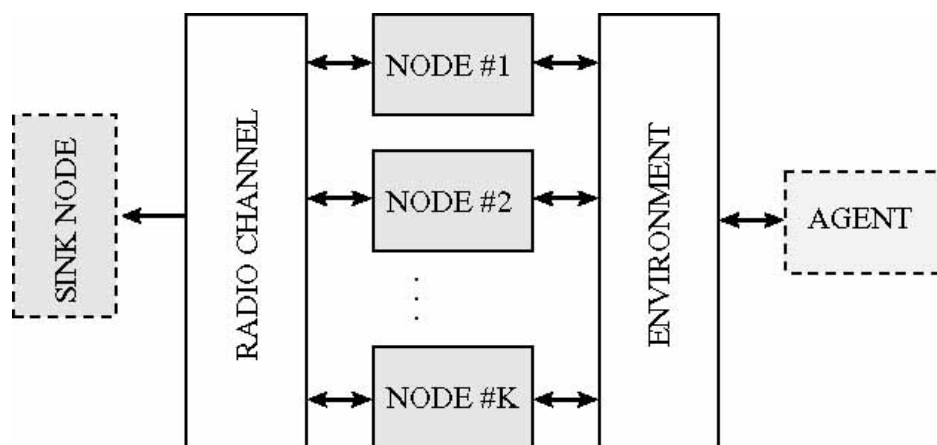 SINK NODE
RADIO CHANNEL
NODE #1
NODE #2
NODE #K
ENVIRONMENT
AGENT